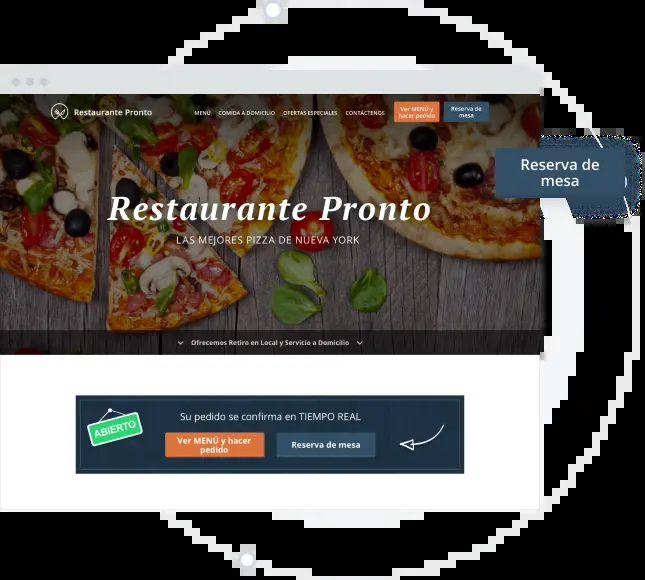 Restaurante Pronto
MENÚ COMIDA A DOMICILIO OFERTAS ESPECIALES CONTÁCTENOS
Ver MENÚ y
hacer pedido
Reserva de
mesa
Reserva de
mesa
Restaurante Pronto
LAS MEJORES PIZZA DE NUEVA YORK
Ofrecemos Retiro en Local y Servicio a Domicilio
ABIERTO
Su pedido se confirma en TIEMPO REAL
Ver MENÚ y hacer
pedido
Reserva de mesa